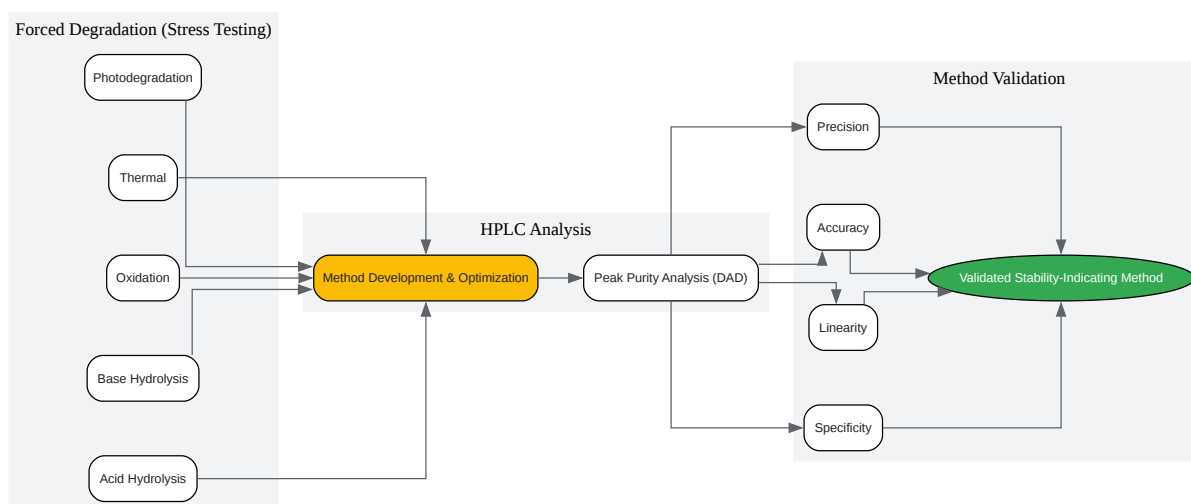 Forced Degradation (Stress Testing)
Photodegradation
Thermal
Oxidation
Base Hydrolysis
Acid Hydrolysis
HPLC Analysis
Method Development & Optimization
Peak Purity Analysis (DAD)
Method Validation
Precision
Accuracy
Linearity
Specificity
Validated Stability-Indicating Method